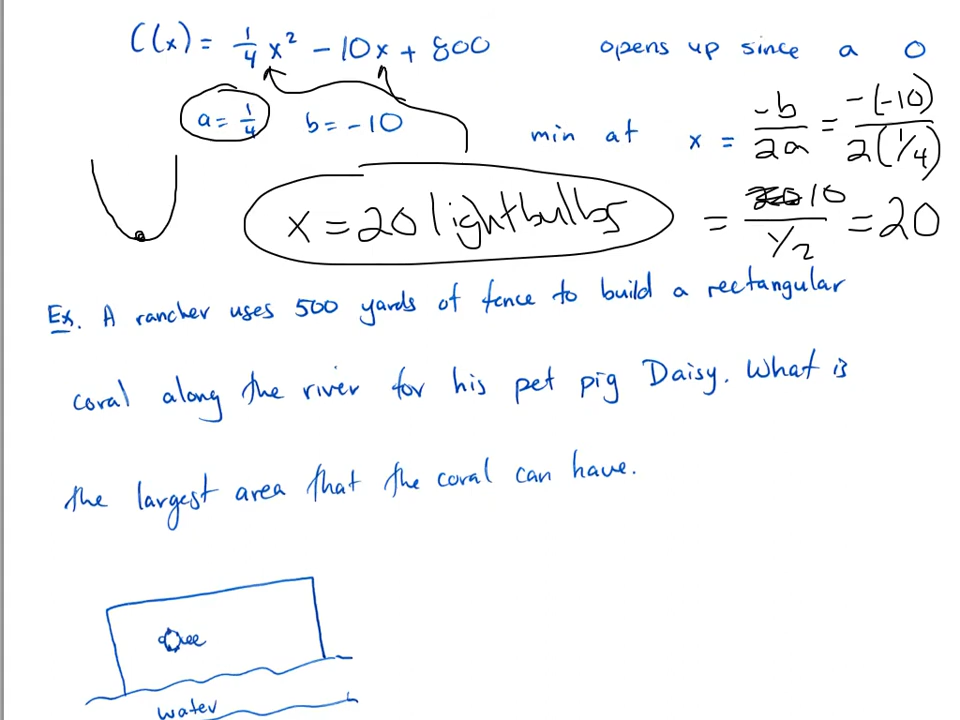 C(x) = 1/4 x² - 10x + 800 opens up since a 0
a = 1/4 b = -10 min at x = -b/2a = -(-10)/2(1/4)
x = 20 lightbulbs = 10/(1/2) = 20
Ex. A rancher uses 500 yards of fence to build a rectangular
coral along the river for his pet pig Daisy. What is
the largest area that the coral can have.
water